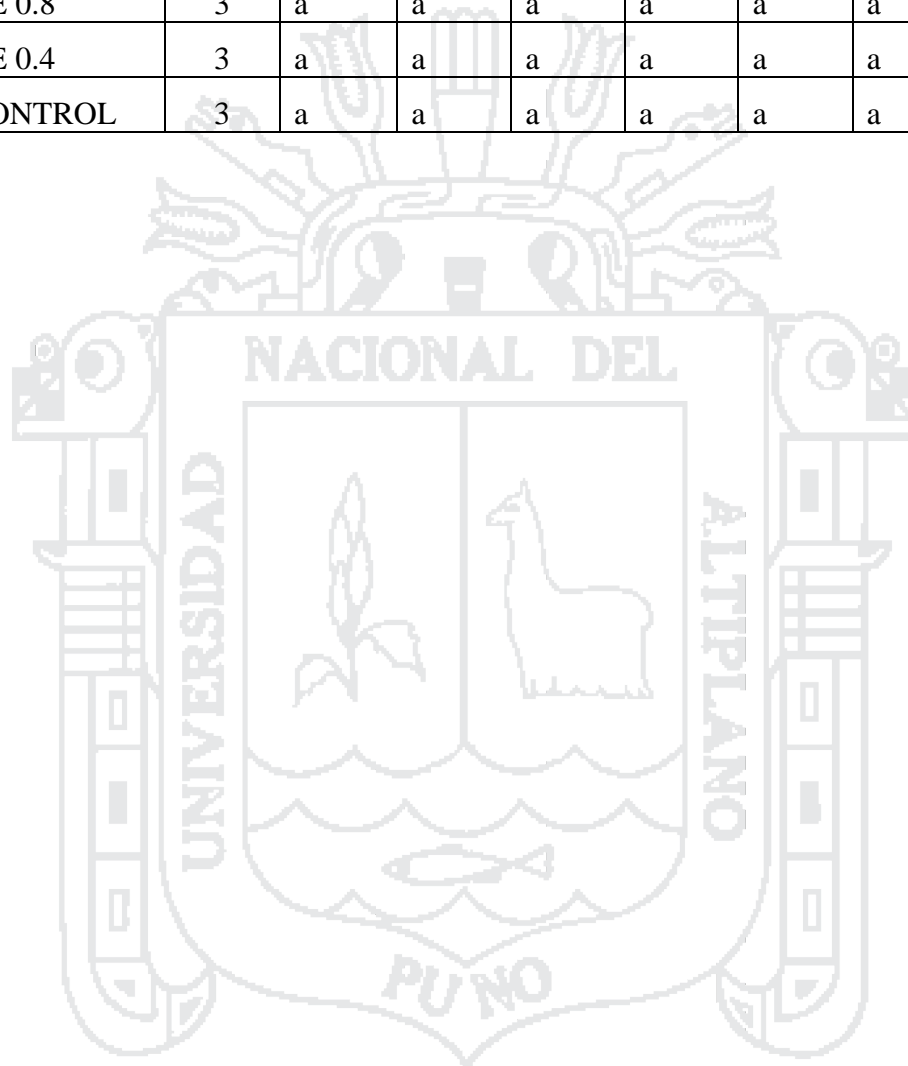 E 0.8 3 a a a a a a
E 0.4 3 a a a a a a
ONTROL 3 a a a a a a
NACIONAL DEL
UNIVERSIDAD
ALTIPLANO
PUNO